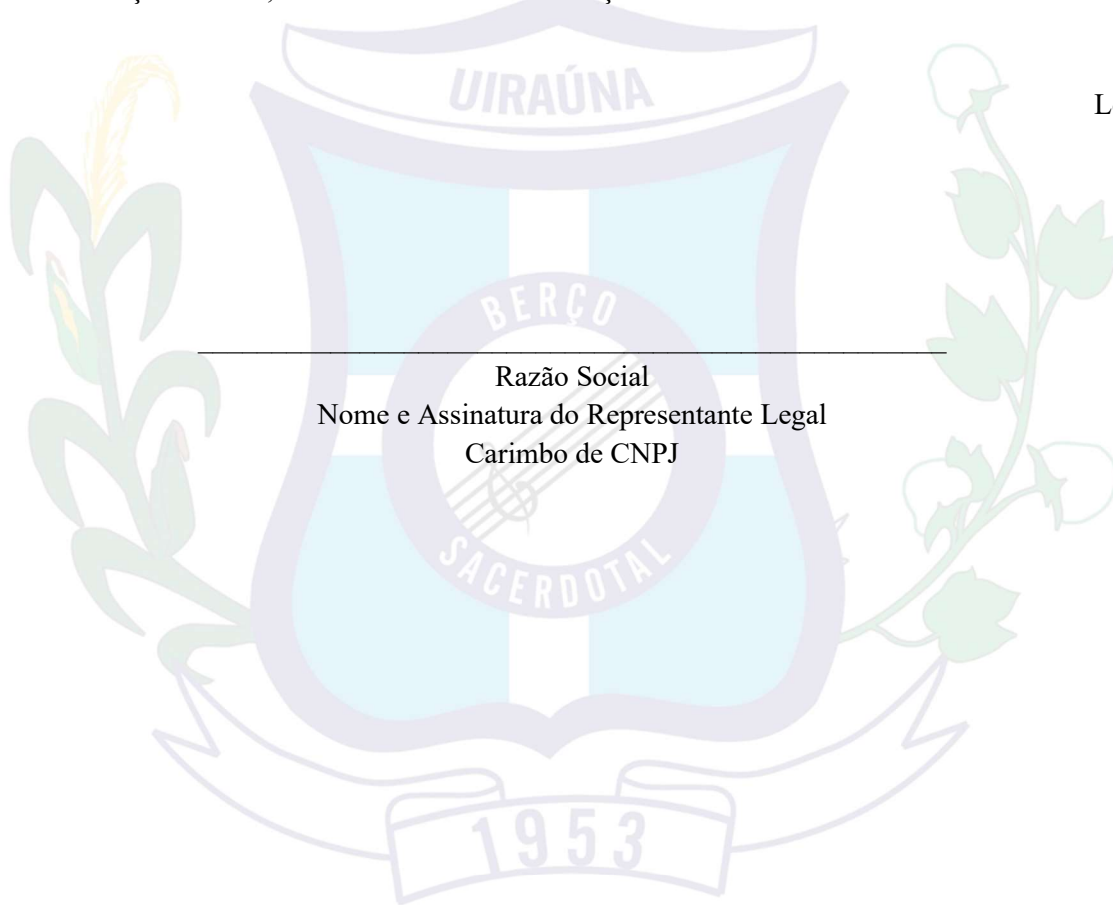 UIRAÚNA
BERÇO
Razão Social
Nome e Assinatura do Representante Legal
Carimbo de CNPJ
SACERDOTAL
1953